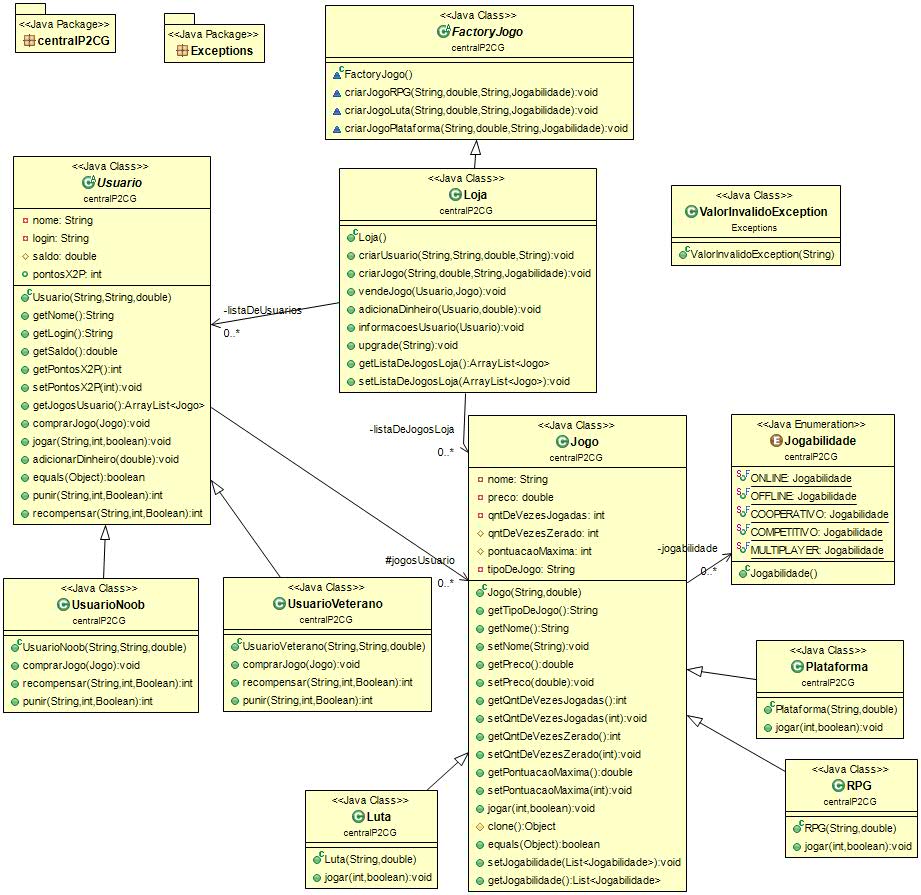 <<Java Package>>
centralP2CG
<<Java Package>>
Exceptions
<<Java Class>>
FactoryJogo
centralP2CG
FactoryJogo()
criarJogoRPG(String,double,String,Jogabilidade):void
criarJogoLuta(String,double,String,Jogabilidade):void
criarJogoPlataforma(String,double,String,Jogabilidade):void
<<Java Class>>
Usuario
centralP2CG
nome: String
login: String
saldo: double
pontosX2P: int
Usuario(String,String,double)
getNome():String
getLogin():String
getSaldo():double
getPontosX2P():int
setPontosX2P(int):void
getJogosUsuario():ArrayList<Jogo>
comprarJogo(Jogo):void
jogar(String,int,boolean):void
adicionarDinheiro(double):void
equals(Object):boolean
punir(String,int,Boolean):int
recompensar(String,int,Boolean):int
<<Java Class>>
Loja
centralP2CG
Loja()
criarUsuario(String,String,double,String):void
criarJogo(String,double,String,Jogabilidade):void
vendeJogo(Usuario,Jogo):void
adicionaDinheiro(Usuario,double):void
informacoesUsuario(Usuario):void
upgrade(String):void
getListaDeJogosLoja():ArrayList<Jogo>
setListaDeJogosLoja(ArrayList<Jogo>):void
<<Java Class>>
ValorInvalidoException
Exceptions
ValorInvalidoException(String)
-listaDeUsuarios
0..*
-listaDeJogosLoja
0..*
#jogosUsuario
0..*
<<Java Class>>
Jogo
centralP2CG
nome: String
preco: double
qntDeVezesJogadas: int
qntDeVezesZerado: int
pontuacaoMaxima: int
tipoDeJogo: String
Jogo(String,double)
getTipoDeJogo():String
getNome():String
setNome(String):void
getPreco():double
setPreco(double):void
getQntDeVezesJogadas():int
setQntDeVezesJogadas(int):void
getQntDeVezesZerado():int
setQntDeVezesZerado(int):void
getPontuacaoMaxima():double
setPontuacaoMaxima(int):void
jogar(int,boolean):void
clone():Object
equals(Object):boolean
setJogabilidade(List<Jogabilidade>):void
getJogabilidade():List<Jogabilidade>
-jogabilidade
0..*
<<Java Enumeration>>
Jogabilidade
centralP2CG
ONLINE: Jogabilidade
OFFLINE: Jogabilidade
COOPERATIVO: Jogabilidade
COMPETITIVO: Jogabilidade
MULTIPLAYER: Jogabilidade
Jogabilidade()
<<Java Class>>
UsuarioNoob
centralP2CG
UsuarioNoob(String,String,double)
comprarJogo(Jogo):void
recompensar(String,int,Boolean):int
punir(String,int,Boolean):int
<<Java Class>>
UsuarioVeterano
centralP2CG
UsuarioVeterano(String,String,double)
comprarJogo(Jogo):void
recompensar(String,int,Boolean):int
punir(String,int,Boolean):int
<<Java Class>>
Plataforma
centralP2CG
Plataforma(String,double)
jogar(int,boolean):void
<<Java Class>>
RPG
centralP2CG
RPG(String,double)
jogar(int,boolean):void
<<Java Class>>
Luta
centralP2CG
Luta(String,double)
jogar(int,boolean):void